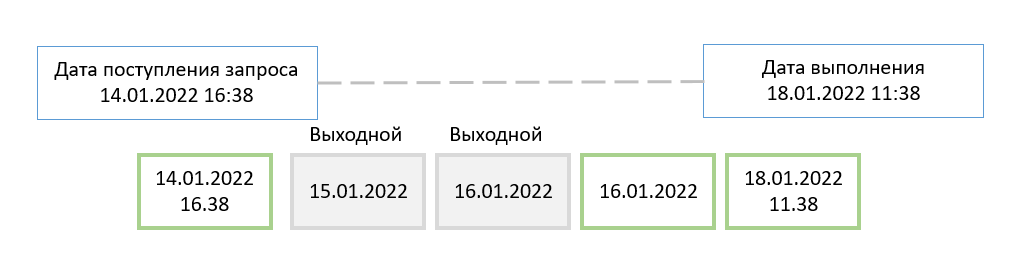 Дата поступления запроса
14.01.2022 16:38
Дата выполнения
18.01.2022 11:38
Выходной
Выходной
14.01.2022
16.38
15.01.2022
16.01.2022
16.01.2022
18.01.2022
11.38